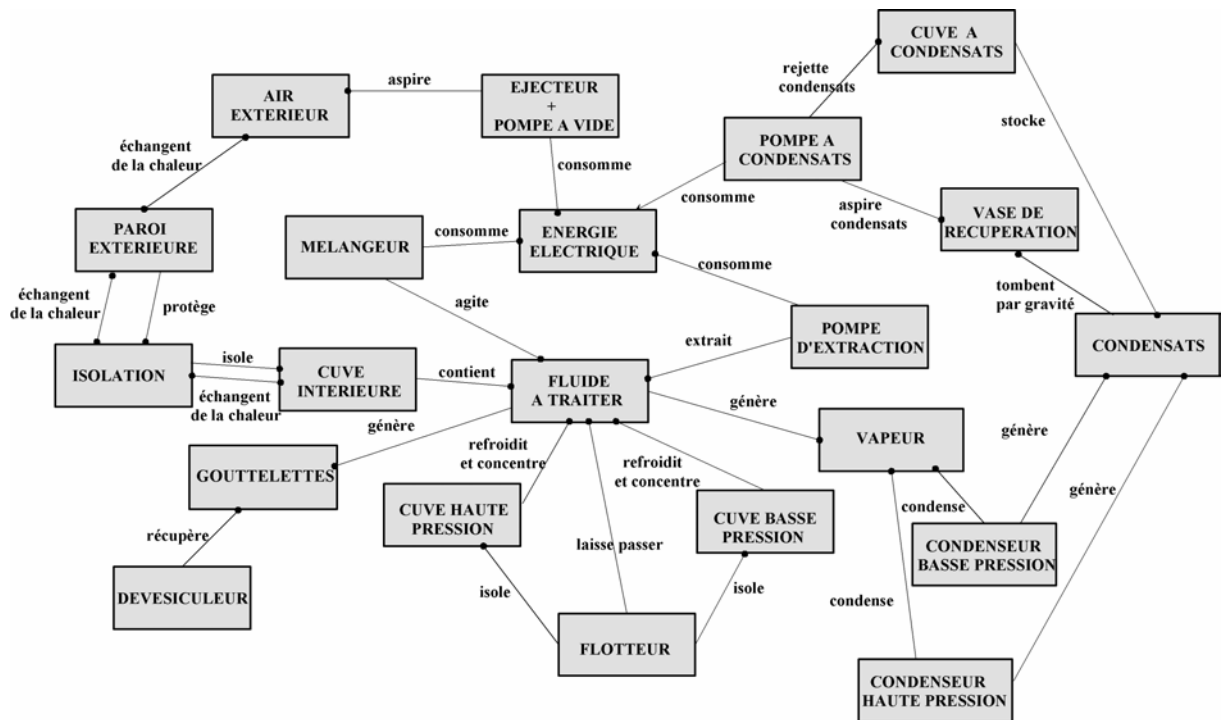 CUVE A
CONDENSATS
rejette
condensats
AIR
EXTERIEUR
aspire
EJECTEUR
+
POMPE A VIDE
stocke
POMPE A
CONDENSATS
échangent
de la chaleur
consomme
consomme
aspire
condensats
VASE DE
RECUPERATION
PAROI
EXTERIEURE
MELANGEUR
consomme
ENERGIE
ELECTRIQUE
consomme
tombent
par gravité
échangent
de la chaleur
protège
agite
extrait
POMPE
D'EXTRACTION
CONDENSATS
ISOLATION
isole
CUVE
INTERIEURE
contient
FLUIDE
A TRAITER
échangent
de la chaleur
génère
génère
VAPEUR
génère
GOUTTELETTES
refroidit
et concentre
refroidit
et concentre
génère
CUVE HAUTE
PRESSION
CUVE BASSE
PRESSION
condense
récupère
laisse passer
CONDENSEUR
BASSE PRESSION
DEVESICULEUR
isole
isole
condense
FLOTTEUR
CONDENSEUR
HAUTE PRESSION